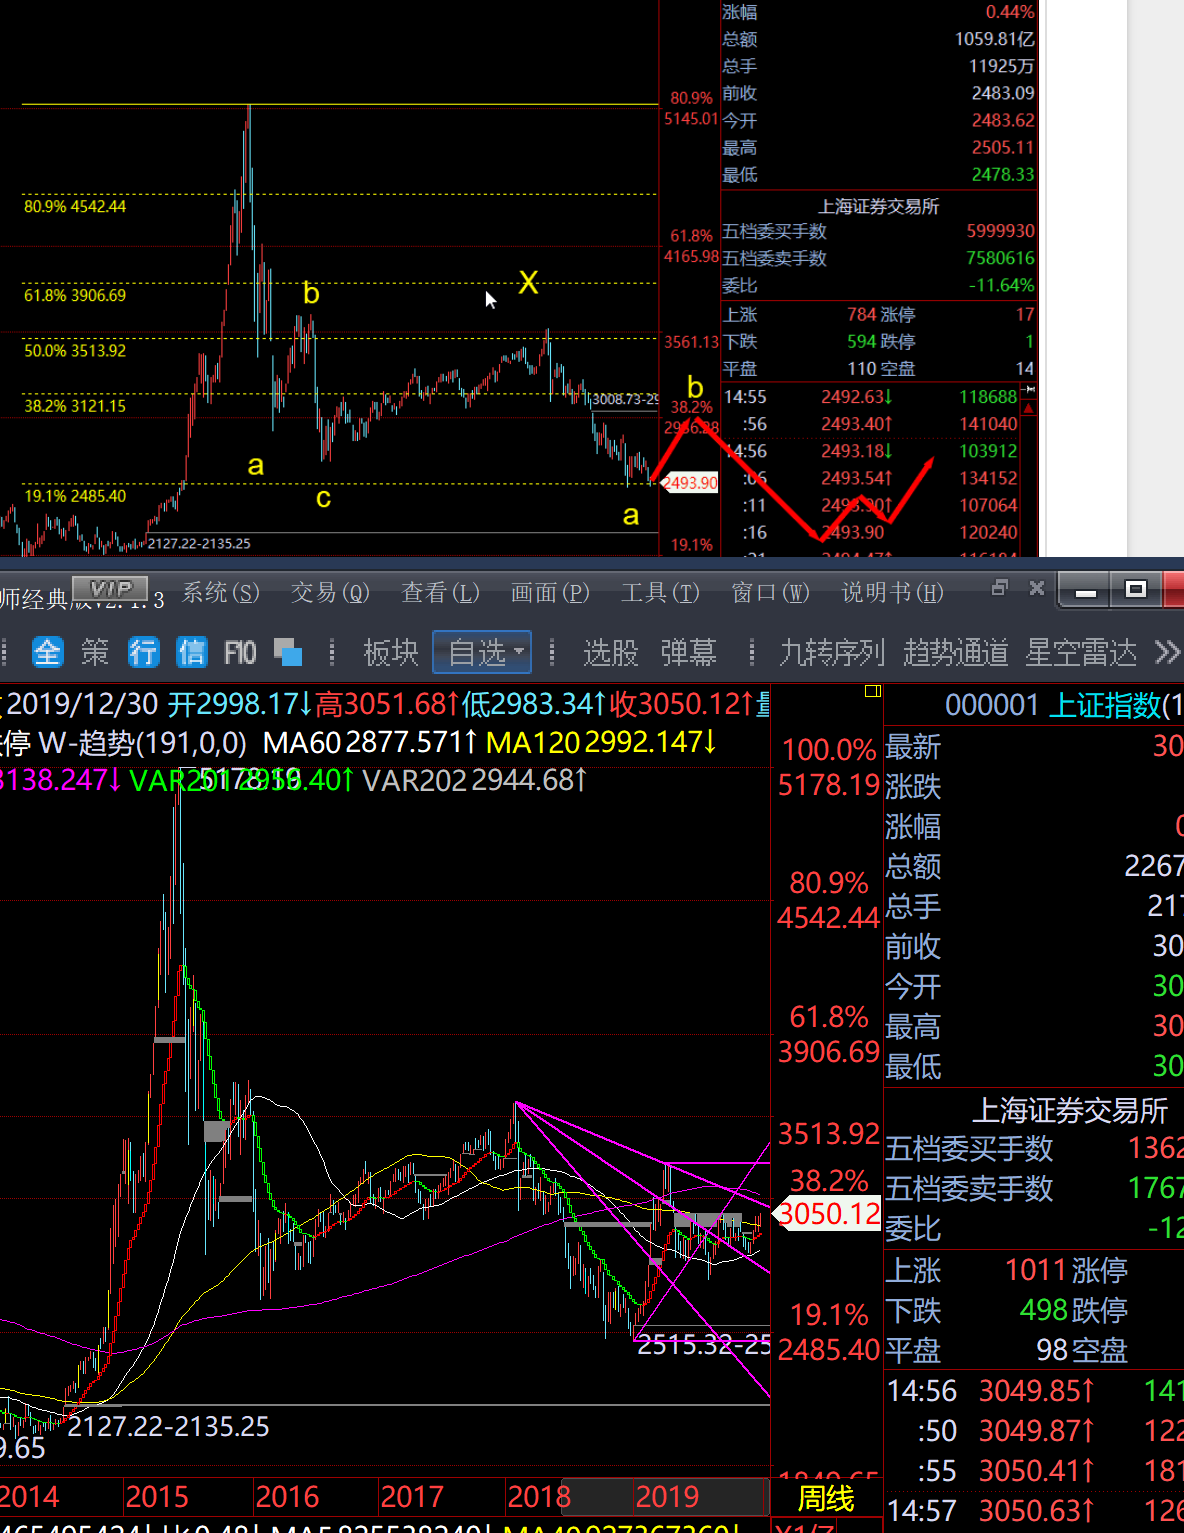 涨幅 0.44%
总额 1059.81亿
总手 11925万
前收 2483.09
今开 2483.62
最高 2505.11
最低 2478.33
上海证券交易所
五档委买手数 5999930
五档委卖手数 7580616
委比 -11.64%
上涨 784 涨停 17
下跌 594 跌停 1
平盘 110 空盘 14
14:55 2492.63↓ 118688
:56 2493.40↑ 141040
14:56 2493.18↓ 103912
:06 2493.54↑ 134152
:11 2493.90↑ 107064
:16 2493.90 120240
80.9%
5145.01
61.8%
4165.98
3561.13
38.2%
2493.90
19.1%
80.9% 4542.44
61.8% 3906.69
50.0% 3513.92
38.2% 3121.15
19.1% 2485.40
b
X
b
a
c
a
3008.73-29
2127.22-2135.25
师经典版v2.1.3
VIP
系统(S) 交易(Q) 查看(L) 画面(P) 工具(T) 窗口(W) 说明书(H)
全 策 行 信 F10 板块 自选 选股 弹幕 九转序列 趋势通道 星空雷达
2019/12/30 开2998.17↓高3051.68↑低2983.34↑收3050.12↑量
停 W-趋势(191,0,0) MA60 2877.571↑ MA120 2992.147↓
3138.247↓ VAR201 2956.40↑ VAR202 2944.68↑
5178.19
100.0%
5178.19
80.9%
4542.44
61.8%
3906.69
3513.92
38.2%
3050.12
19.1%
2485.40
1849.65
2515.32-25
2127.22-2135.25
9.65
2014 2015 2016 2017 2018 2019 周线
000001 上证指数(1
最新 30
涨跌
涨幅 0
总额 2267
总手 217
前收 30
今开 30
最高 30
最低 30
上海证券交易所
五档委买手数 1362
五档委卖手数 1767
委比 -12
上涨 1011 涨停
下跌 498 跌停
平盘 98 空盘
14:56 3049.85↑ 141
:50 3049.87↑ 122
:55 3050.41↑ 181
14:57 3050.63↑ 126